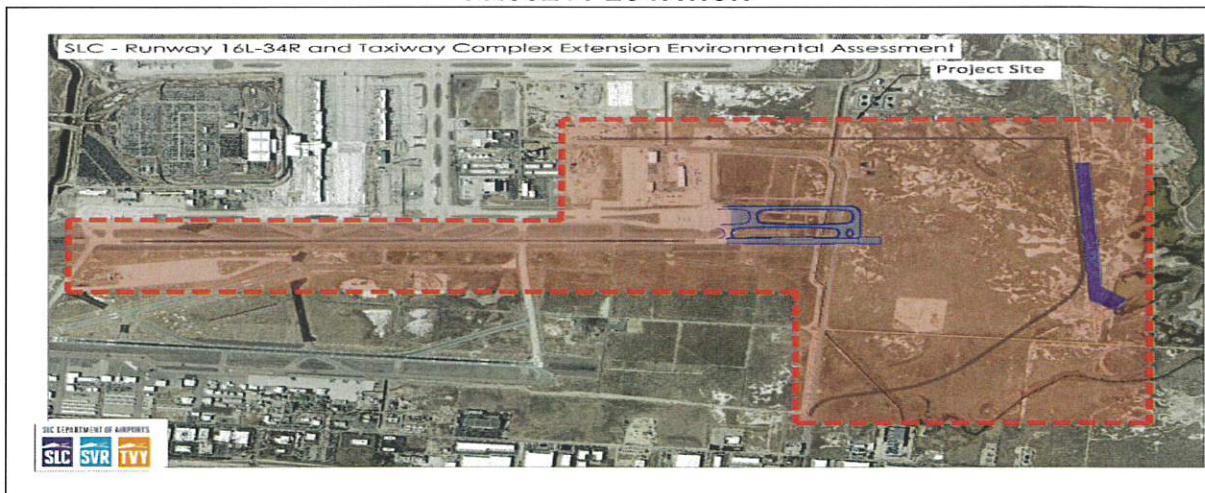 SLC - Runway 16L-34R and Taxiway Complex Extension Environmental Assessment
Project Site
SLC DEPARTMENT OF AIRPORTS
SLC SVR TVY